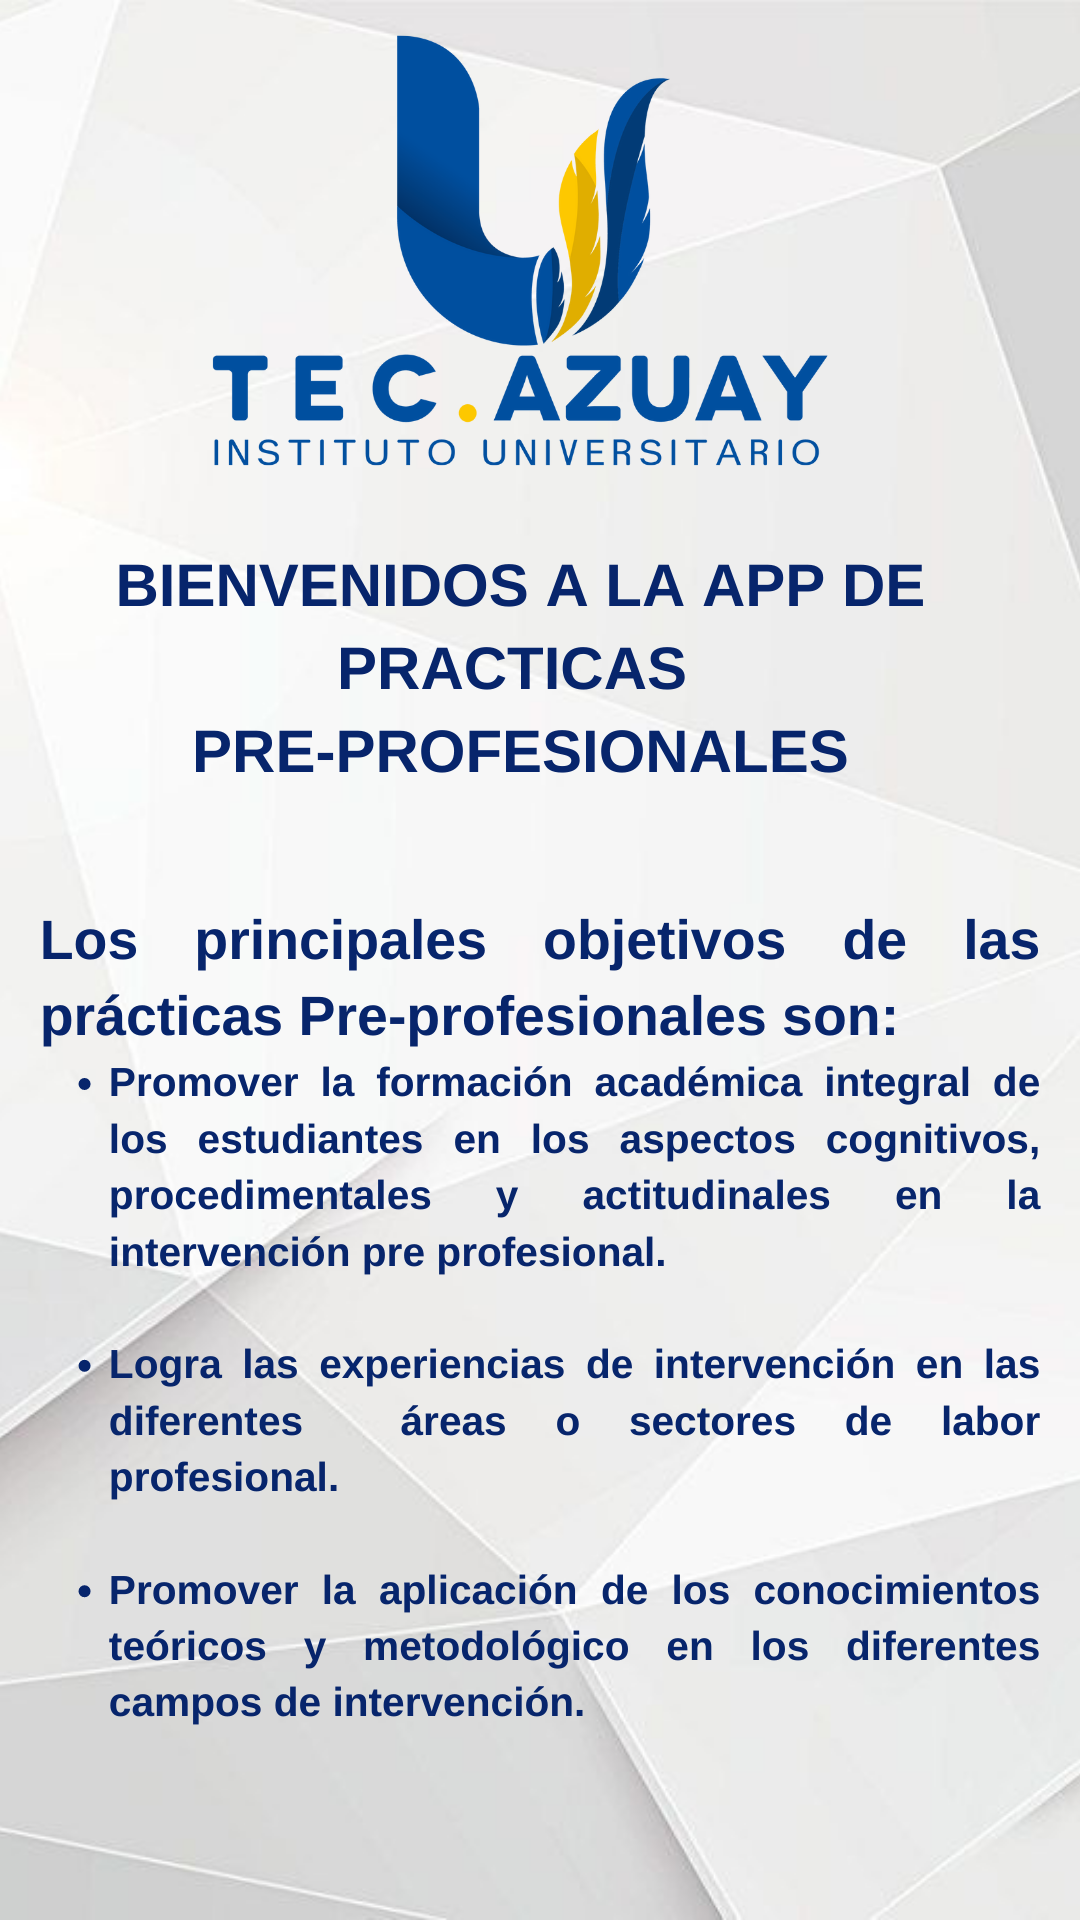 TEC.AZUAY
INSTITUTO UNIVERSITARIO
BIENVENIDOS A LA APP DE
PRACTICAS
PRE-PROFESIONALES
Los principales objetivos de las
prácticas Pre-profesionales son:
• Promover la formación académica integral de
los estudiantes en los aspectos cognitivos,
procedimentales y actitudinales en la
intervención pre profesional.
• Logra las experiencias de intervención en las
diferentes áreas o sectores de labor
profesional.
• Promover la aplicación de los conocimientos
teóricos y metodológico en los diferentes
campos de intervención.